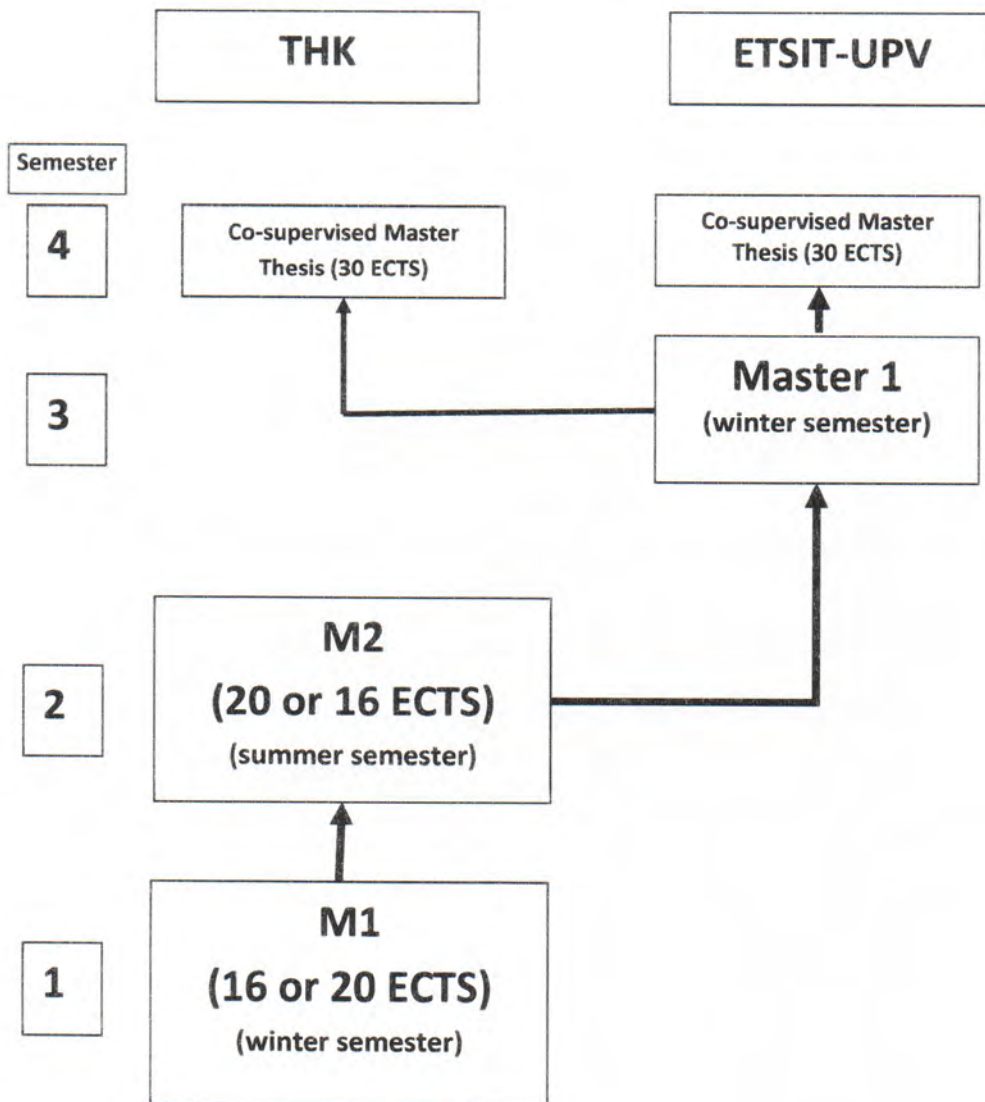 THK
ETSIT-UPV
Semester
4
Co-supervised Master
Thesis (30 ECTS)
Co-supervised Master
Thesis (30 ECTS)
3
Master 1
(winter semester)
2
M2
(20 or 16 ECTS)
(summer semester)
1
M1
(16 or 20 ECTS)
(winter semester)